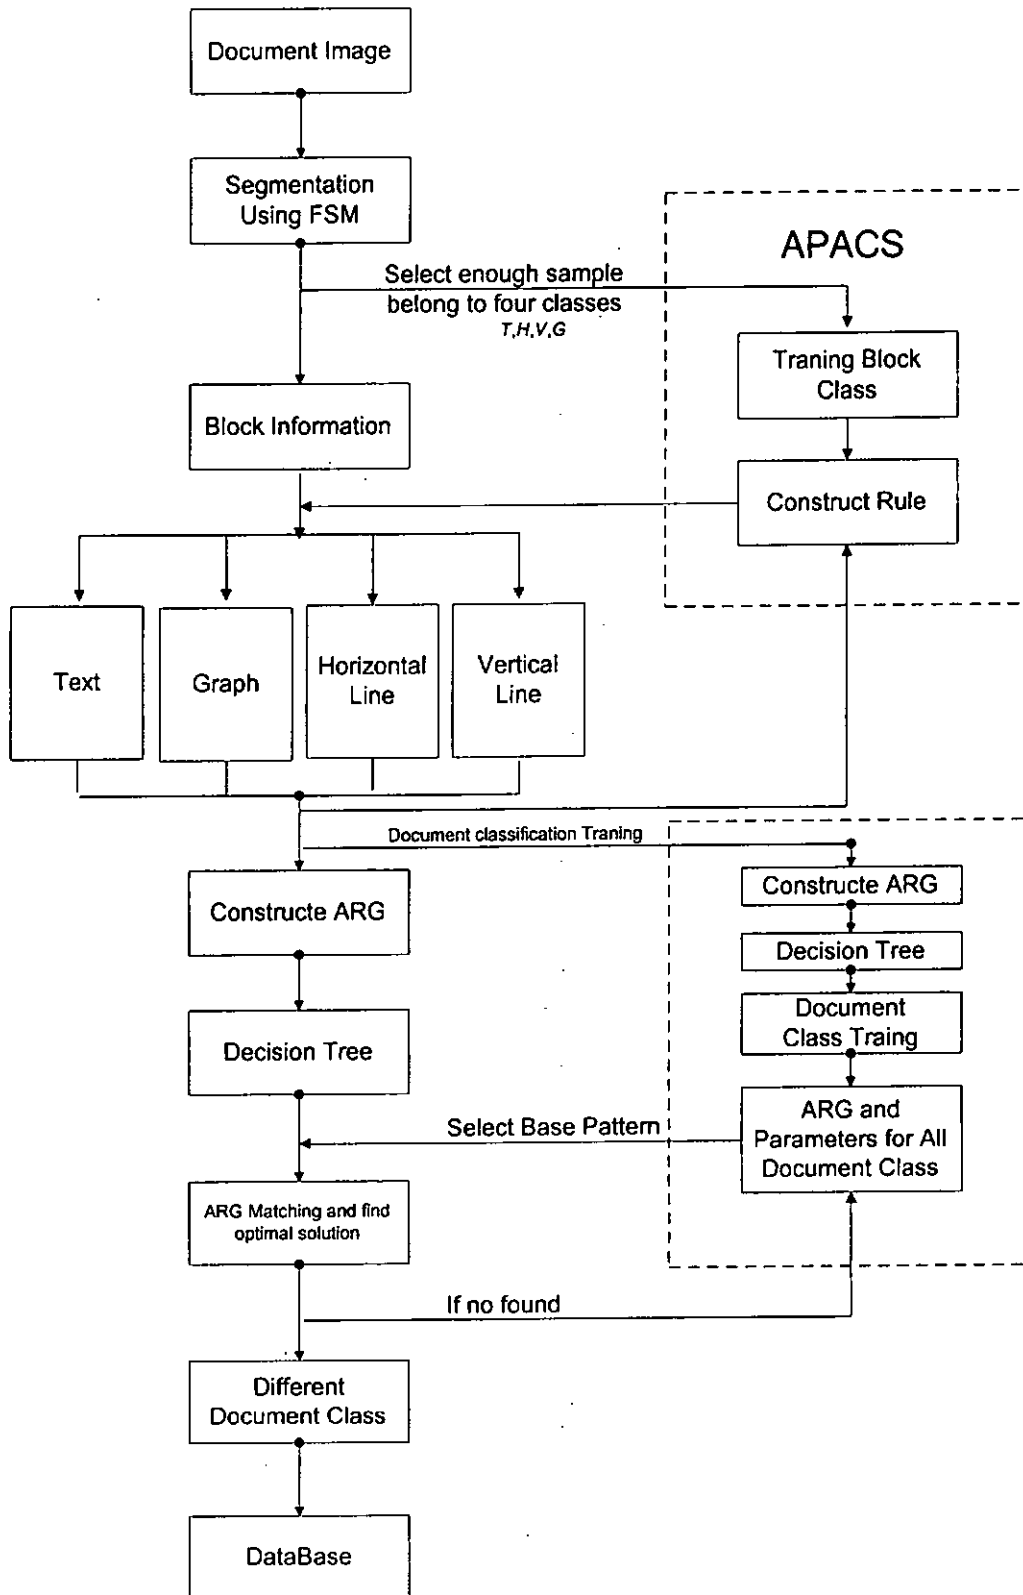 Document Image
Segmentation
Using FSM
APACS
Select enough sample
belong to four classes
T,H,V,G
Traning Block
Class
Block Information
Construct Rule
Text
Graph
Horizontal
Line
Vertical
Line
Document classification Traning
Constructe ARG
Constructe ARG
Decision Tree
Document
Class Traing
Decision Tree
ARG and
Parameters for All
Document Class
Select Base Pattern
ARG Matching and find
optimal solution
If no found
Different
Document Class
DataBase